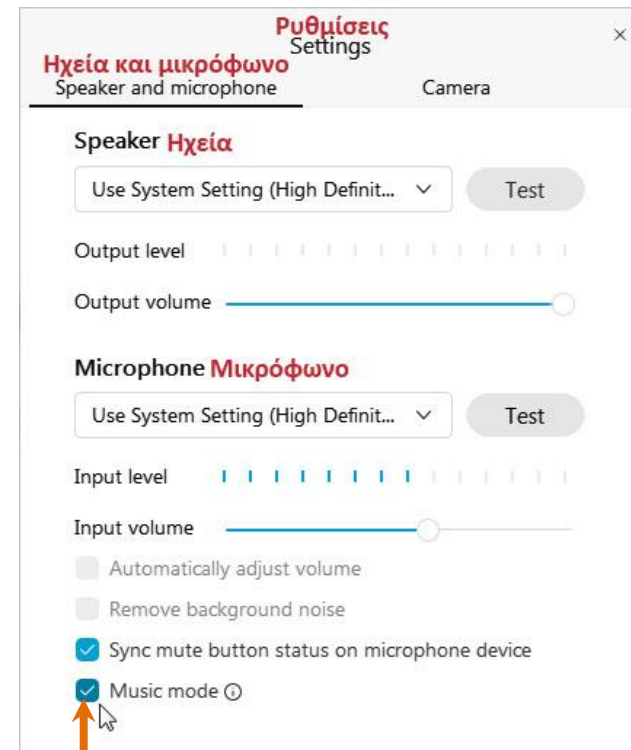 Ρυθμίσεις
Settings
Ηχεία και μικρόφωνο
Speaker and microphone Camera
Speaker Ηχεία
Use System Setting (High Definit... Test
Output level
Output volume
Microphone Μικρόφωνο
Use System Setting (High Definit... Test
Input level
Input volume
Automatically adjust volume
Remove background noise
Sync mute button status on microphone device
Music mode